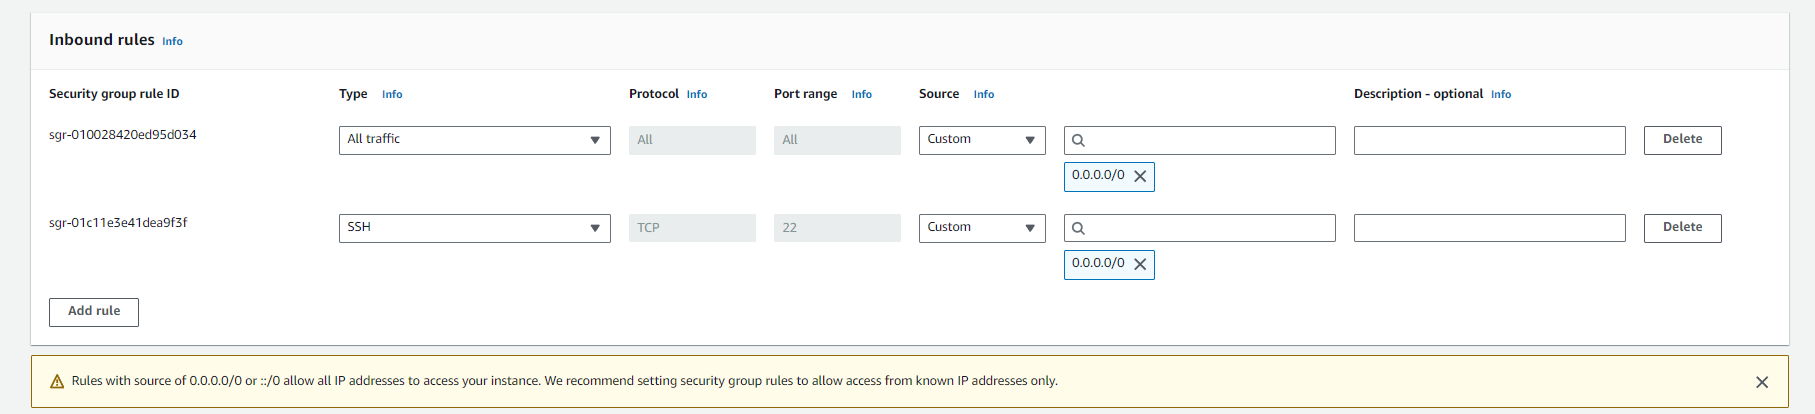 Inbound rules Info
Security group rule ID Type Info Protocol Info Port range Info Source Info Description - optional Info
sgr-010028420ed95d034 All traffic All All Custom Delete
0.0.0.0/0
sgr-01c11e3e41dea9f3f SSH TCP 22 Custom Delete
0.0.0.0/0
Add rule
Rules with source of 0.0.0.0/0 or ::/0 allow all IP addresses to access your instance. We recommend setting security group rules to allow access from known IP addresses only.